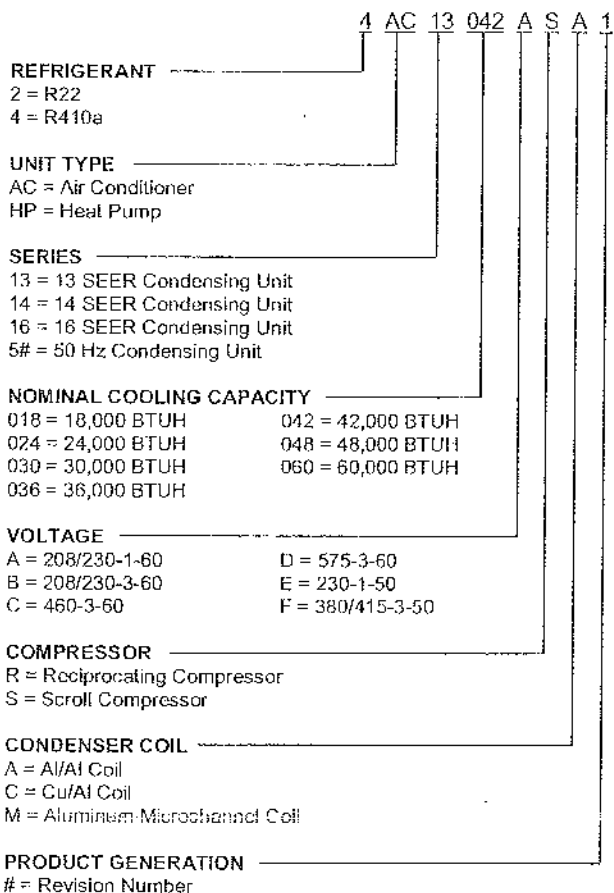 4 AC 13 042 A S A 1
REFRIGERANT
2 = R22
4 = R410a
UNIT TYPE
AC = Air Conditioner
HP = Heat Pump
SERIES
13 = 13 SEER Condensing Unit
14 = 14 SEER Condensing Unit
16 = 16 SEER Condensing Unit
5# = 50 Hz Condensing Unit
NOMINAL COOLING CAPACITY
018 = 18,000 BTUH 042 = 42,000 BTUH
024 = 24,000 BTUH 048 = 48,000 BTUH
030 = 30,000 BTUH 060 = 60,000 BTUH
036 = 36,000 BTUH
VOLTAGE
A = 208/230-1-60 D = 575-3-60
B = 208/230-3-60 E = 230-1-50
C = 460-3-60 F = 380/415-3-50
COMPRESSOR
R = Reciprocating Compressor
S = Scroll Compressor
CONDENSER COIL
A = Al/Al Coil
C = Cu/Al Coil
M = Aluminum Microchannel Coil
PRODUCT GENERATION
# = Revision Number